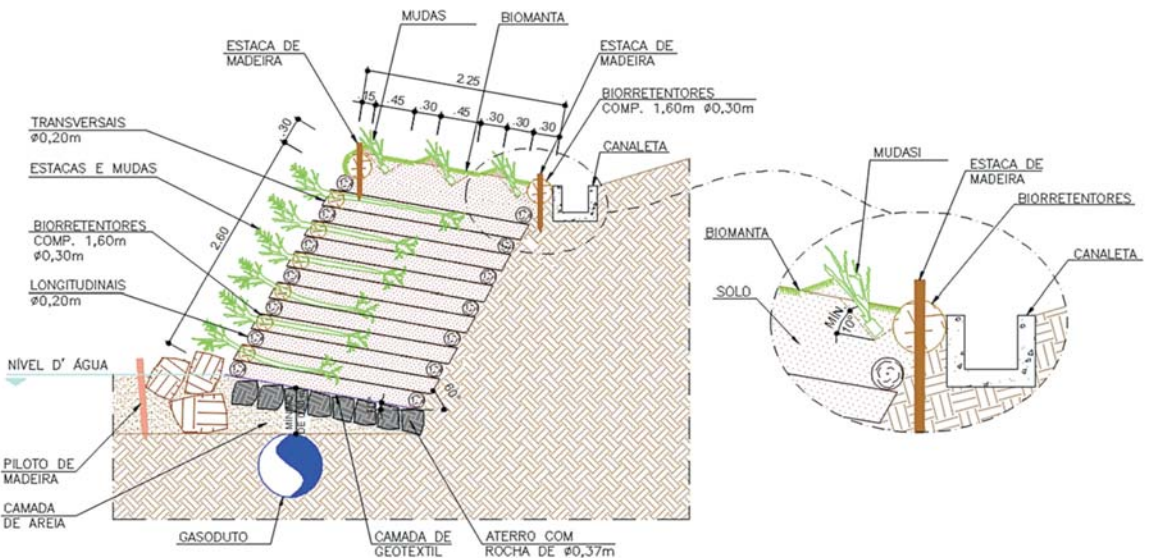 MUDAS
BIOMANTA
ESTACA DE
MADEIRA
ESTACA DE
MADEIRA
2.25
.15 .45 .30 .45 .30 .30 .30
BIORRETENTORES
COMP. 1,60m ø0,30m
CANALETA
TRANSVERSAIS
ø0,20m
.30
ESTACAS E MUDAS
2.60
BIORRETENTORES
COMP. 1,60m
ø0,30m
LONGITUDINAIS
ø0,20m
NÍVEL D' ÁGUA
60°
MIN
PILOTO DE
MADEIRA
CAMADA
DE AREIA
GASODUTO
CAMADA DE
GEOTEXTIL
ATERRO COM
ROCHA DE ø0,37m
MUDASI
ESTACA DE
MADEIRA
BIORRETENTORES
BIOMANTA
CANALETA
SOLO
MIN
10°